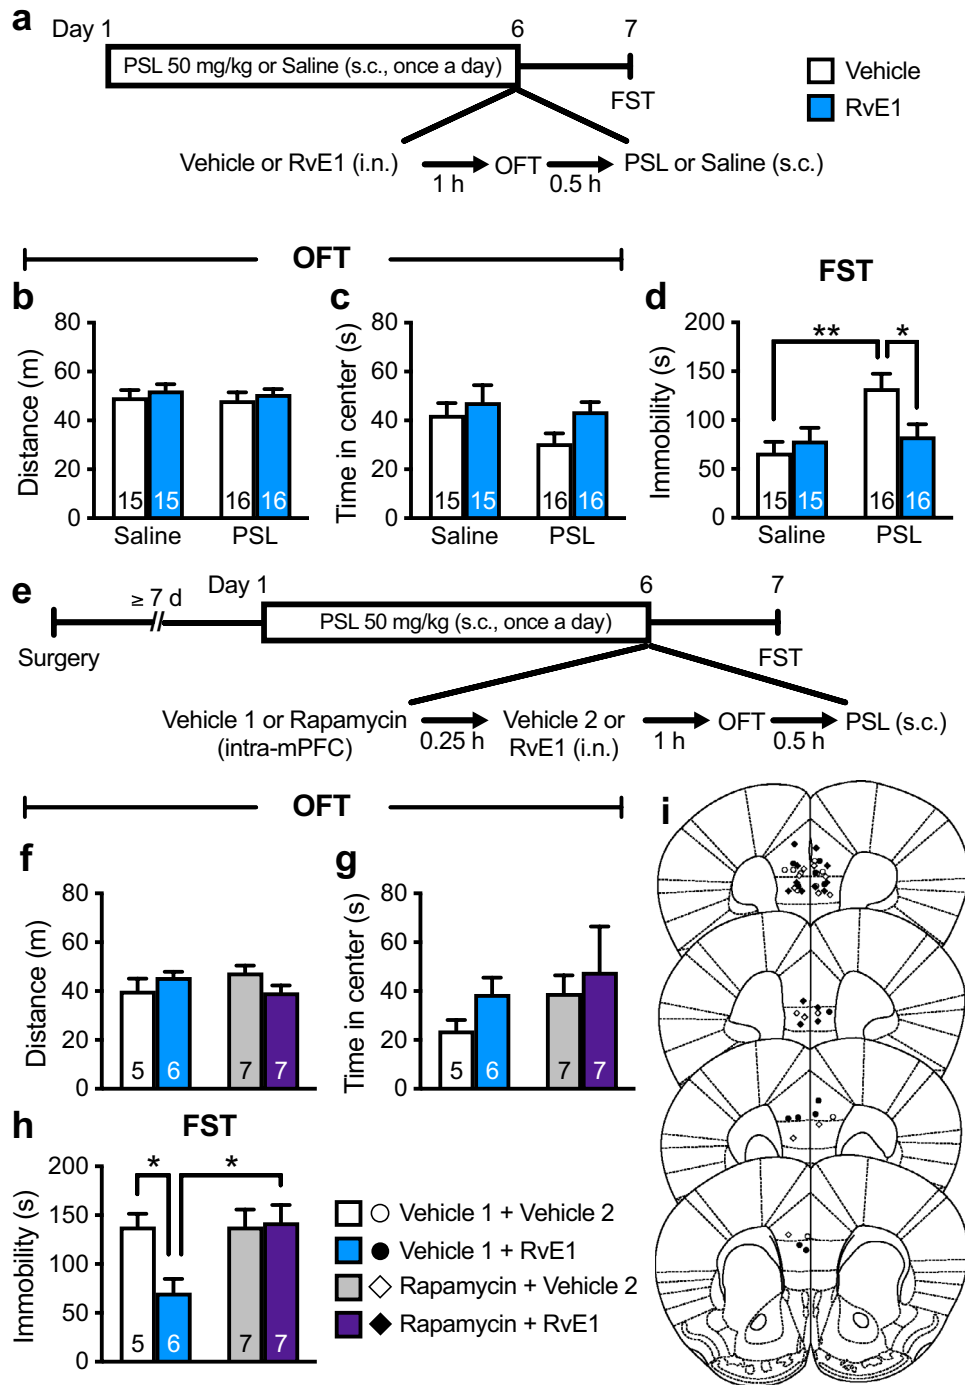 a
Day 1
6
7
PSL 50 mg/kg or Saline (s.c., once a day)
FST
Vehicle
RvE1
Vehicle or RvE1 (i.n.)
1 h
OFT
0.5 h
PSL or Saline (s.c.)
OFT
FST
b
Distance (m)
80
60
40
20
0
15
15
16
16
Saline
PSL
c
Time in center (s)
80
60
40
20
0
15
15
16
16
Saline
PSL
d
Immobility (s)
200
150
100
50
0
**
*
15
15
16
16
Saline
PSL
e
≥ 7 d
Day 1
6
7
PSL 50 mg/kg (s.c., once a day)
Surgery
FST
Vehicle 1 or Rapamycin
(intra-mPFC)
0.25 h
Vehicle 2 or
RvE1 (i.n.)
1 h
OFT
0.5 h
PSL (s.c.)
OFT
f
Distance (m)
80
60
40
20
0
5
6
7
7
g
Time in center (s)
80
60
40
20
0
5
6
7
7
h
FST
Immobility (s)
200
150
100
50
0
*
*
5
6
7
7
Vehicle 1 + Vehicle 2
Vehicle 1 + RvE1
Rapamycin + Vehicle 2
Rapamycin + RvE1
i